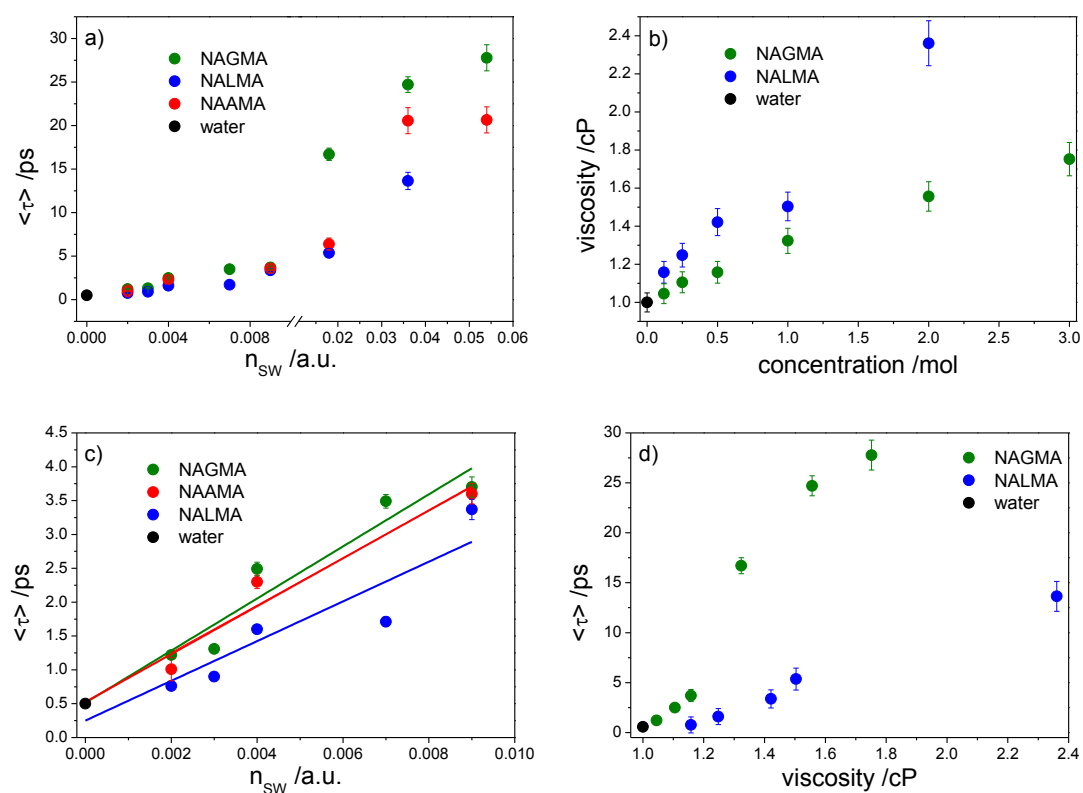 a)
NAGMA
NALMA
NAAMA
water
<τ> /ps
30
25
20
15
10
5
0
0.000
0.004
0.008
0.02
0.03
0.04
0.05
0.06
n_SW /a.u.
b)
NAGMA
NALMA
water
viscosity /cP
2.4
2.2
2.0
1.8
1.6
1.4
1.2
1.0
0.0
0.5
1.0
1.5
2.0
2.5
3.0
concentration /mol
c)
NAGMA
NAAMA
NALMA
water
<τ> /ps
4.5
4.0
3.5
3.0
2.5
2.0
1.5
1.0
0.5
0.0
0.000
0.002
0.004
0.006
0.008
0.010
n_SW /a.u.
d)
NAGMA
NALMA
water
<τ> /ps
30
25
20
15
10
5
0
1.0
1.2
1.4
1.6
1.8
2.0
2.2
2.4
viscosity /cP